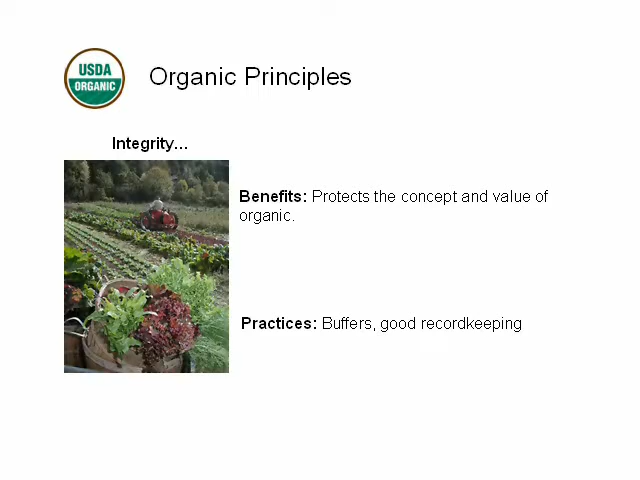 USDA
ORGANIC
Organic Principles
Integrity...
Benefits: Protects the concept and value of
organic.
Practices: Buffers, good recordkeeping